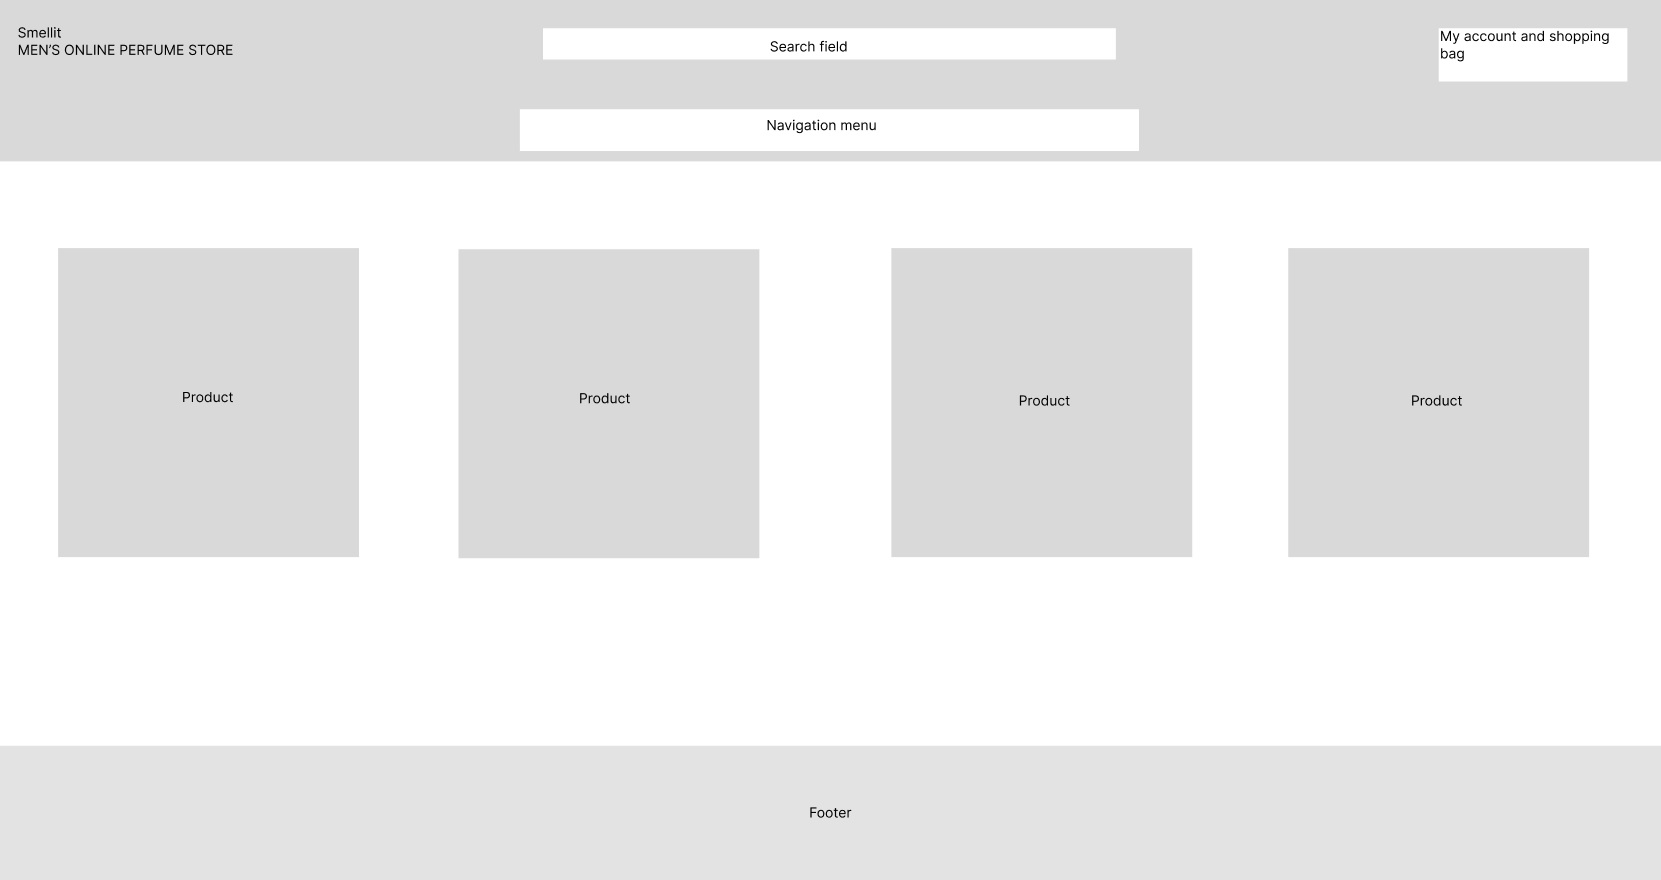 Smellit
MEN’S ONLINE PERFUME STORE
Search field
My account and shopping
bag
Navigation menu
Product
Product
Product
Product
Footer